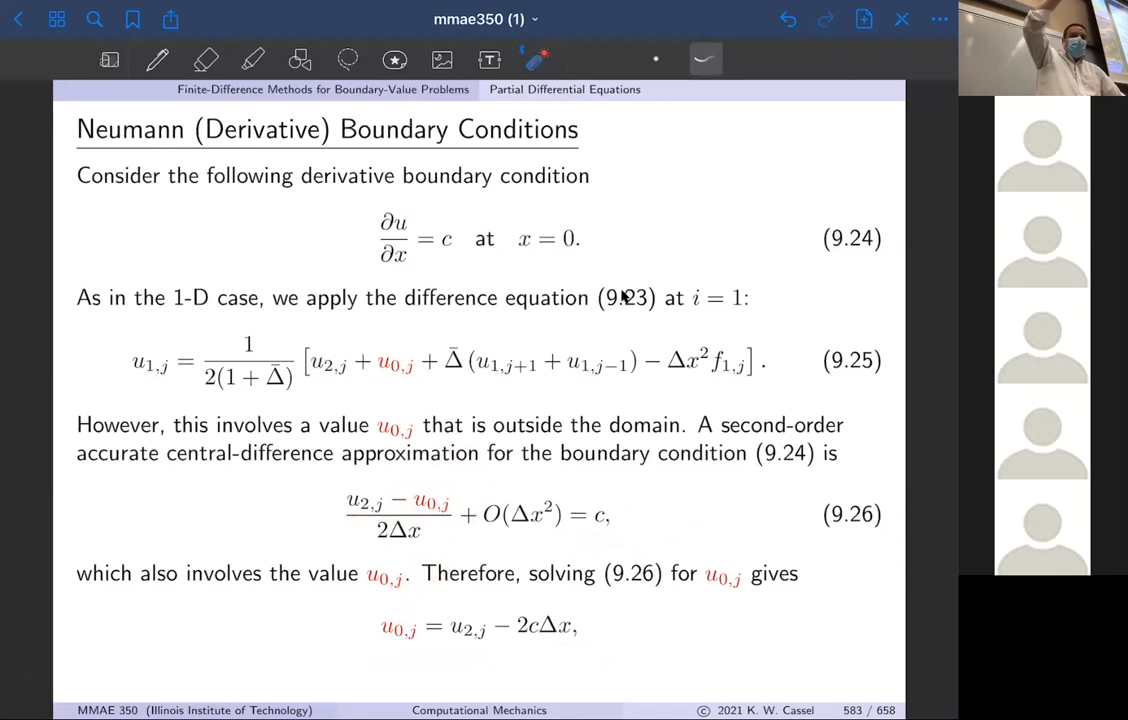 mmae350 (1)
Finite-Difference Methods for Boundary-Value Problems Partial Differential Equations
Neumann (Derivative) Boundary Conditions
Consider the following derivative boundary condition
∂u/∂x = c at x = 0. (9.24)
As in the 1-D case, we apply the difference equation (9.23) at i = 1:
u_{1,j} = 1/(2(1 + Δ̄)) [u_{2,j} + u_{0,j} + Δ̄ (u_{1,j+1} + u_{1,j−1}) − Δx² f_{1,j}] . (9.25)
However, this involves a value u_{0,j} that is outside the domain. A second-order
accurate central-difference approximation for the boundary condition (9.24) is
(u_{2,j} − u_{0,j})/(2Δx) + O(Δx²) = c, (9.26)
which also involves the value u_{0,j}. Therefore, solving (9.26) for u_{0,j} gives
u_{0,j} = u_{2,j} − 2cΔx,
MMAE 350 (Illinois Institute of Technology) Computational Mechanics © 2021 K. W. Cassel 583 / 658